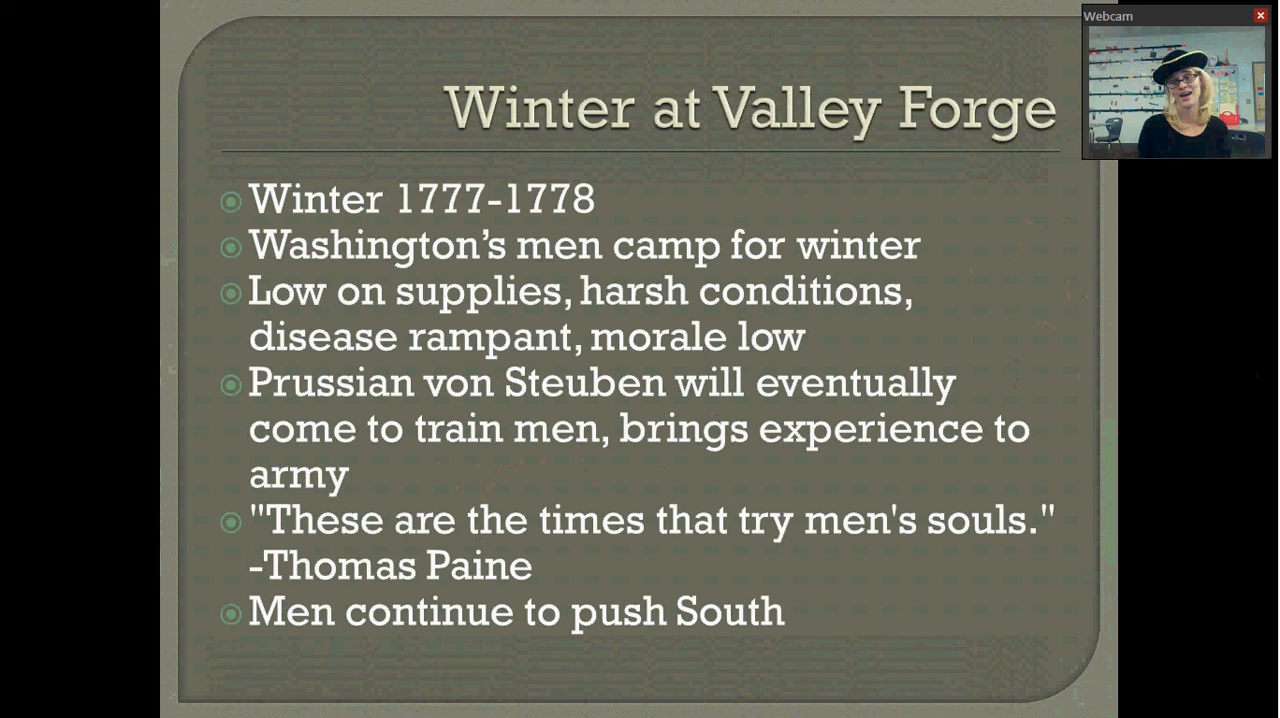 Webcam
Winter at Valley Forge
Winter 1777-1778
Washington's men camp for winter
Low on supplies, harsh conditions,
disease rampant, morale low
Prussian von Steuben will eventually
come to train men, brings experience to
army
"These are the times that try men's souls."
-Thomas Paine
Men continue to push South